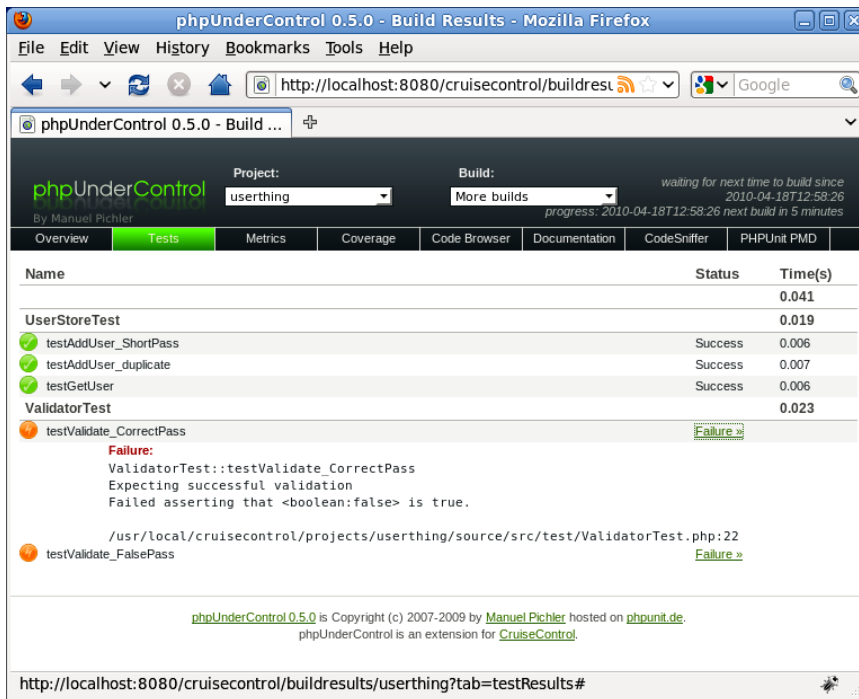 phpUnderControl 0.5.0 - Build Results - Mozilla Firefox
File Edit View History Bookmarks Tools Help
http://localhost:8080/cruisecontrol/buildresu Google
phpUnderControl 0.5.0 - Build ...
phpUnderControl
By Manuel Pichler
Project:
userthing
Build:
More builds
waiting for next time to build since
2010-04-18T12:58:26
progress: 2010-04-18T12:58:26 next build in 5 minutes
Overview Tests Metrics Coverage Code Browser Documentation CodeSniffer PHPUnit PMD
Name Status Time(s)
0.041
UserStoreTest 0.019
testAddUser_ShortPass Success 0.006
testAddUser_duplicate Success 0.007
testGetUser Success 0.006
ValidatorTest 0.023
testValidate_CorrectPass Failure »
Failure:
ValidatorTest::testValidate_CorrectPass
Expecting successful validation
Failed asserting that <boolean:false> is true.
/usr/local/cruisecontrol/projects/userthing/source/src/test/ValidatorTest.php:22
testValidate_FalsePass Failure »
phpUnderControl 0.5.0 is Copyright (c) 2007-2009 by Manuel Pichler hosted on phpunit.de.
phpUnderControl is an extension for CruiseControl.
http://localhost:8080/cruisecontrol/buildresults/userthing?tab=testResults#